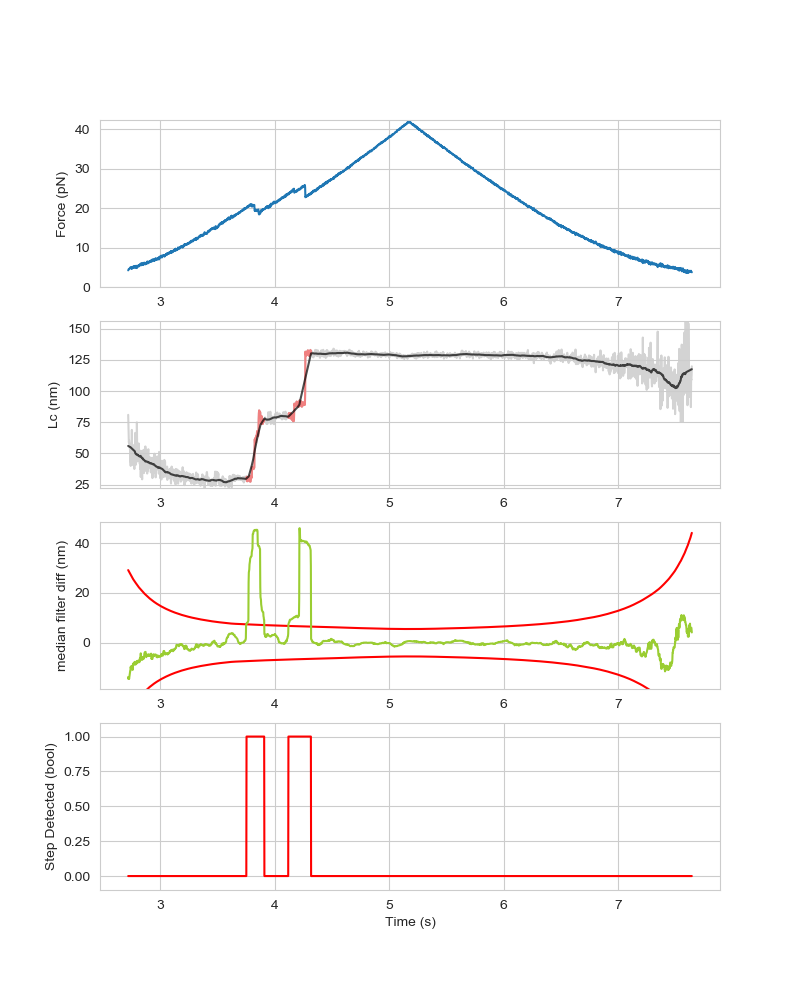 40
30
20
10
0
Force (pN)
3 4 5 6 7
150
125
100
75
50
25
Lc (nm)
3 4 5 6 7
40
20
0
median filter diff (nm)
3 4 5 6 7
1.00
0.75
0.50
0.25
0.00
Step Detected (bool)
3 4 5 6 7
Time (s)